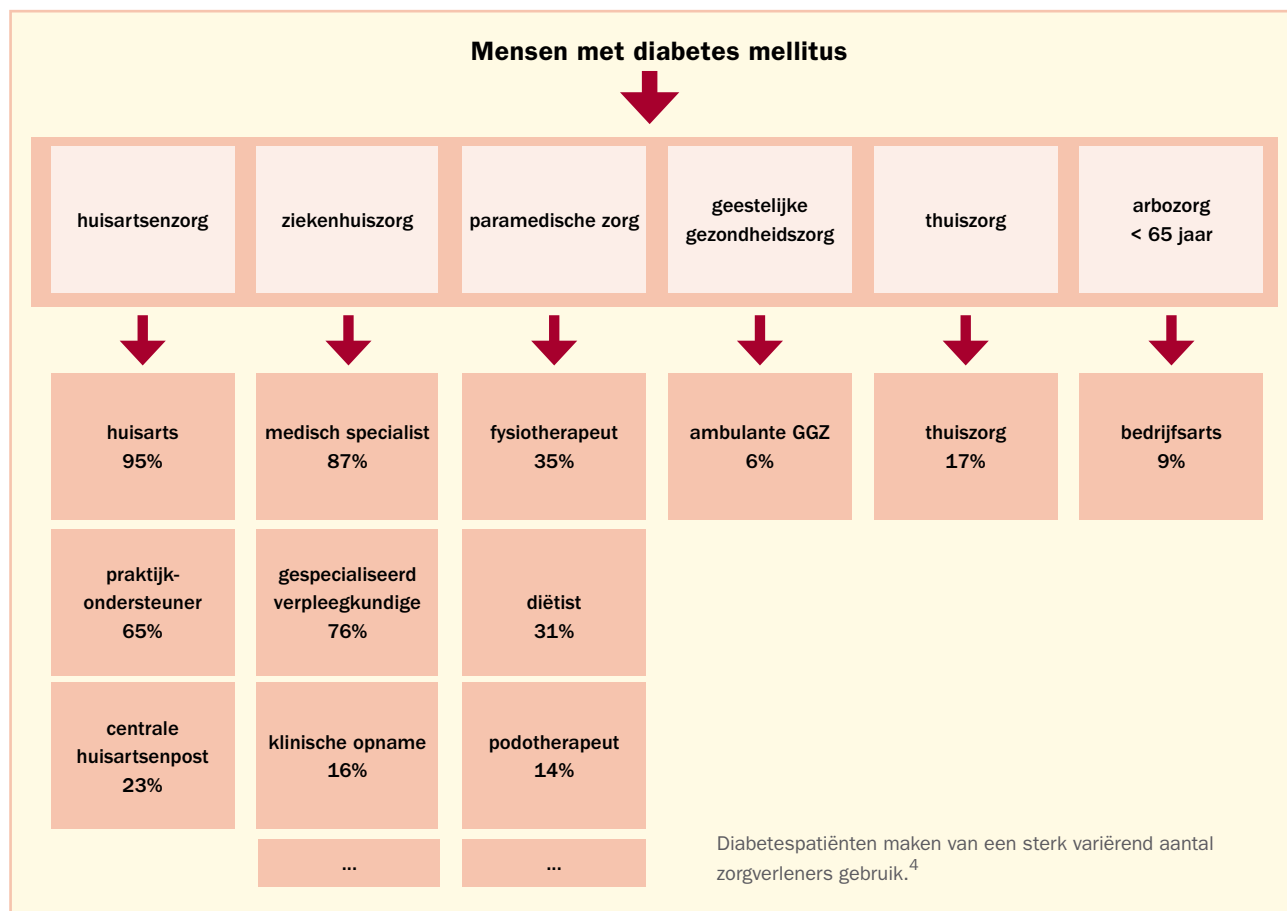 Mensen met diabetes mellitus
huisartsenzorg
ziekenhuiszorg
paramedische zorg
geestelijke
gezondheidszorg
thuiszorg
arbozorg
< 65 jaar
huisarts
95%
medisch specialist
87%
fysiotherapeut
35%
ambulante GGZ
6%
thuiszorg
17%
bedrijfsarts
9%
praktijk-
ondersteuner
65%
gespecialiseerd
verpleegkundige
76%
diëtist
31%
centrale
huisartsenpost
23%
klinische opname
16%
podotherapeut
14%
...
...
Diabetespatiënten maken van een sterk variërend aantal
zorgverleners gebruik.4